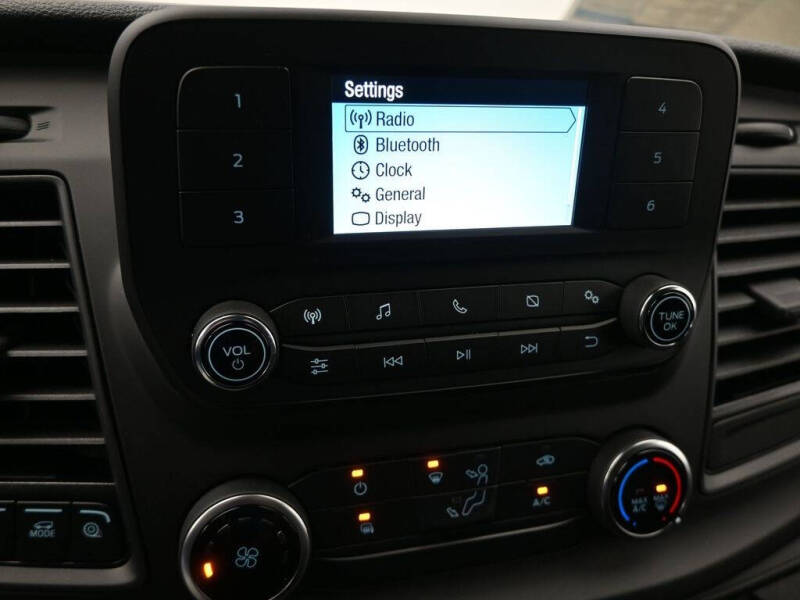 Settings
Radio
Bluetooth
Clock
General
Display
1
2
3
4
5
6
VOL
TUNE
OK
MODE
A/C
MAX
A/C
MAX